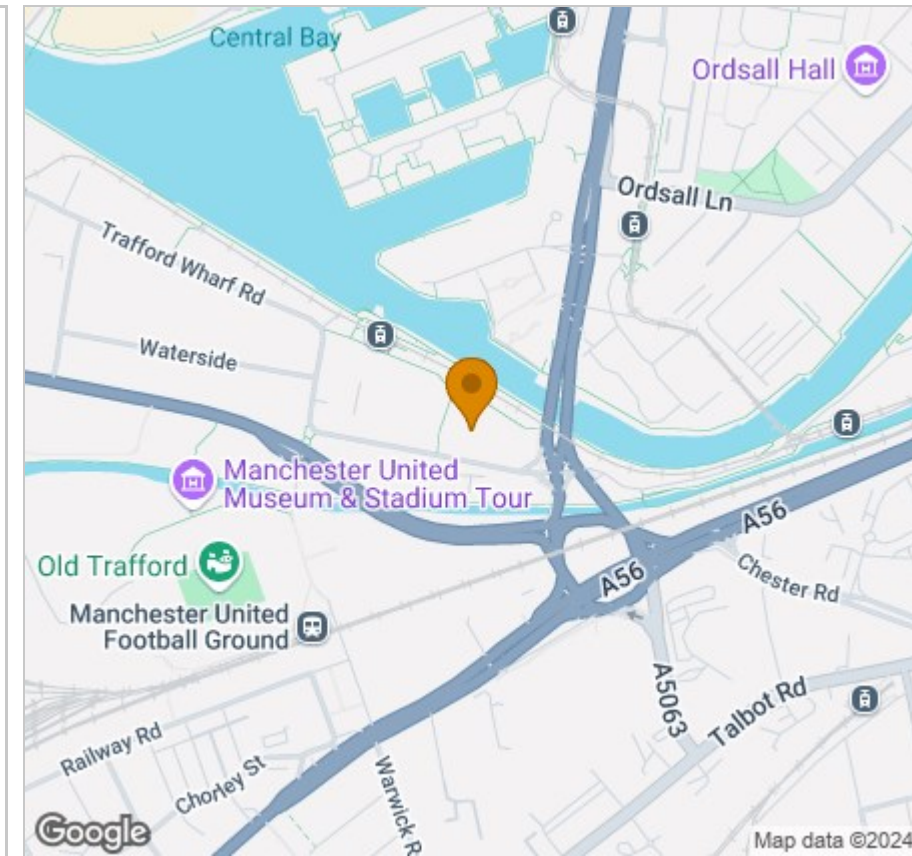 Central Bay
Ordsall Hall
Ordsall Ln
Trafford Wharf Rd
Waterside
Manchester United
Museum & Stadium Tour
Old Trafford
A56
Manchester United
Football Ground
A56
Chester Rd
A5063
Talbot Rd
Railway Rd
Chorley St
Warwick R
Google
Map data ©2024